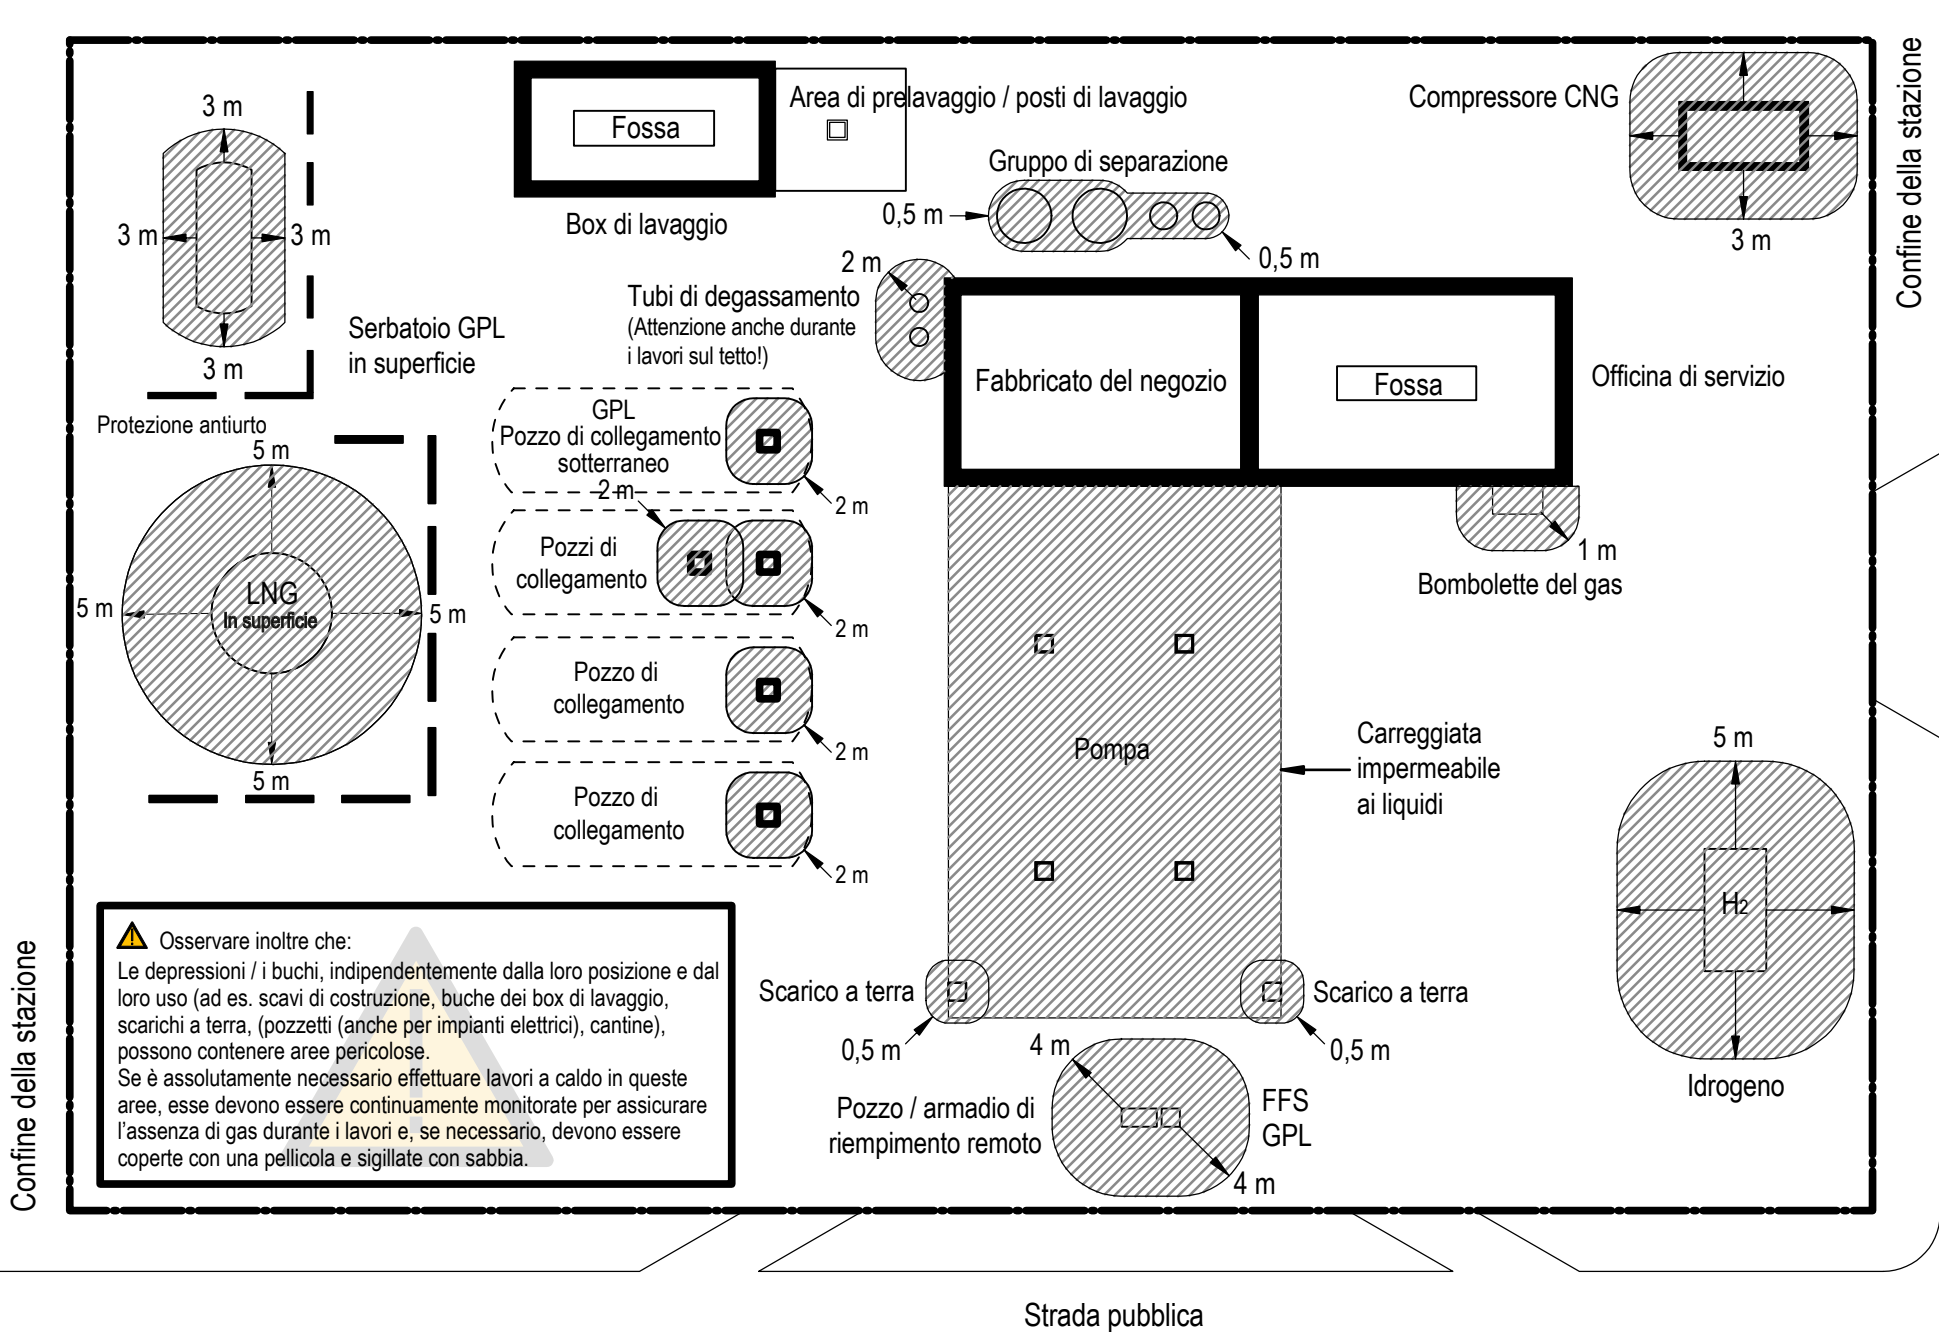 Confine della stazione
3 m
3 m
3 m
3 m
Serbatoio GPL
in superficie
Protezione antiurto
Fossa
Box di lavaggio
Area di prelavaggio / posti di lavaggio
Gruppo di separazione
0,5 m
0,5 m
Compressore CNG
3 m
2 m
Tubi di degassamento
(Attenzione anche durante
i lavori sul tetto!)
Fabbricato del negozio
Fossa
Officina di servizio
1 m
Bombolette del gas
5 m
5 m
5 m
5 m
LNG
In superficie
GPL
Pozzo di collegamento
sotterraneo
2 m
2 m
Pozzi di
collegamento
2 m
Pozzo di
collegamento
2 m
Pozzo di
collegamento
2 m
Pompa
Carreggiata
impermeabile
ai liquidi
5 m
H2
Idrogeno
Scarico a terra
0,5 m
Scarico a terra
0,5 m
4 m
Pozzo / armadio di
riempimento remoto
FFS
GPL
4 m
Osservare inoltre che:
Le depressioni / i buchi, indipendentemente dalla loro posizione e dal
loro uso (ad es. scavi di costruzione, buche dei box di lavaggio,
scarichi a terra, (pozzetti (anche per impianti elettrici), cantine),
possono contenere aree pericolose.
Se è assolutamente necessario effettuare lavori a caldo in queste
aree, esse devono essere continuamente monitorate per assicurare
l'assenza di gas durante i lavori e, se necessario, devono essere
coperte con una pellicola e sigillate con sabbia.
Confine della stazione
Strada pubblica